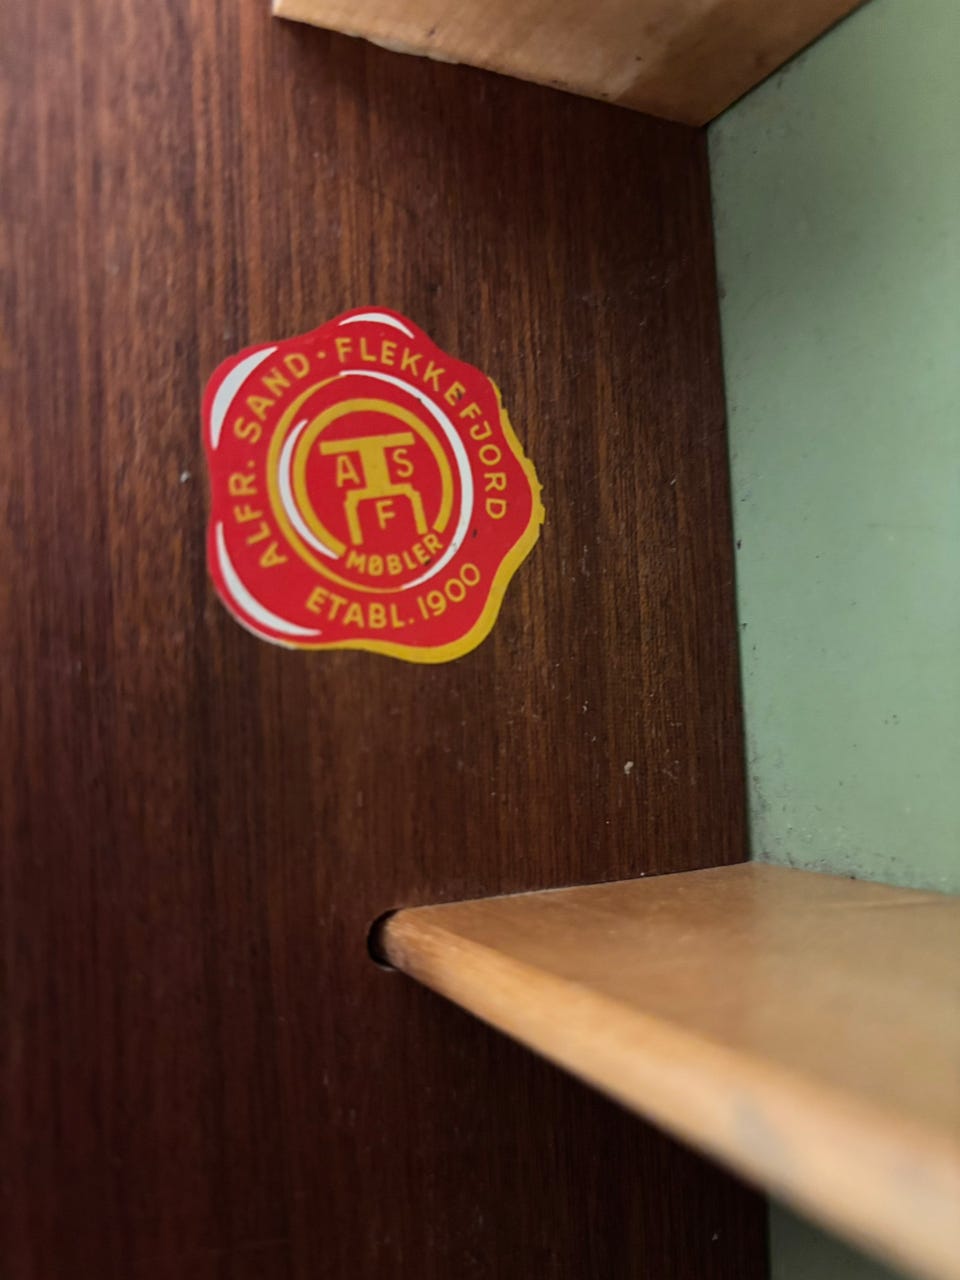 ALFR. SAND · FLEKKEFJORD
A S
F
MØBLER
ETABL. 1900